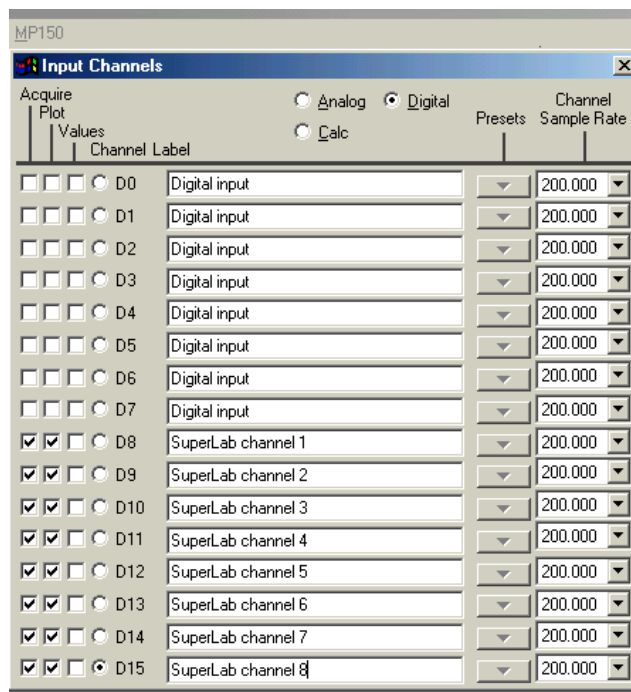 MP150
Input Channels
Acquire
Plot
Values
Channel Label
Analog Digital
Calc
Presets
Channel
Sample Rate
D0 Digital input 200.000
D1 Digital input 200.000
D2 Digital input 200.000
D3 Digital input 200.000
D4 Digital input 200.000
D5 Digital input 200.000
D6 Digital input 200.000
D7 Digital input 200.000
D8 SuperLab channel 1 200.000
D9 SuperLab channel 2 200.000
D10 SuperLab channel 3 200.000
D11 SuperLab channel 4 200.000
D12 SuperLab channel 5 200.000
D13 SuperLab channel 6 200.000
D14 SuperLab channel 7 200.000
D15 SuperLab channel 8 200.000